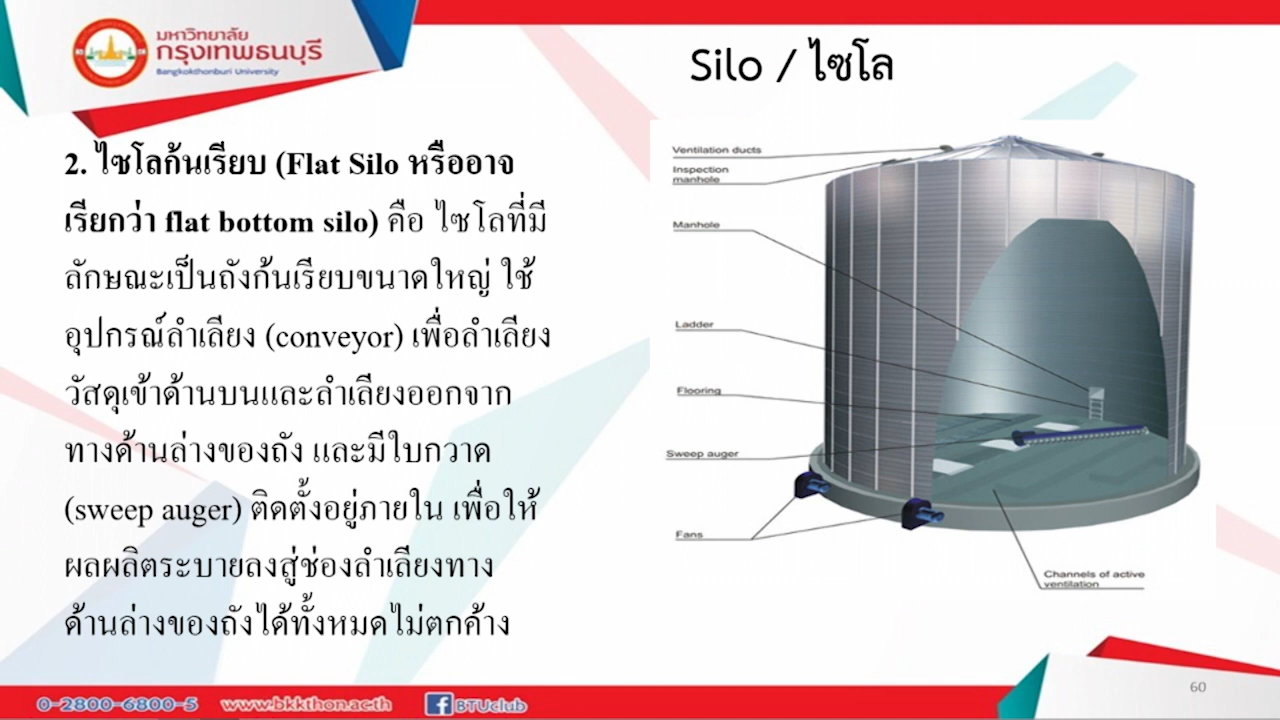 มหาวิทยาลัย
กรุงเทพธนบุรี
Bangkokthonburi University
Silo / ไซโล
2. ไซโลก้นเรียบ (Flat Silo หรืออาจ
เรียกว่า flat bottom silo) คือ ไซโลที่มี
ลักษณะเป็นถังก้นเรียบขนาดใหญ่ ใช้
อุปกรณ์ลำเลียง (conveyor) เพื่อลำเลียง
วัสดุเข้าด้านบนและลำเลียงออกจาก
ทางด้านล่างของถัง และมีใบกวาด
(sweep auger) ติดตั้งอยู่ภายใน เพื่อให้
ผลผลิตระบายลงสู่ช่องลำเลียงทาง
ด้านล่างของถังได้ทั้งหมดไม่ตกค้าง
Ventilation ducts
Inspection
manhole
Manhole
Ladder
Flooring
Sweep auger
Fans
Channels of active
ventilation
0-2800-6800-5 www.bkkthon.ac.th BTUclub
60